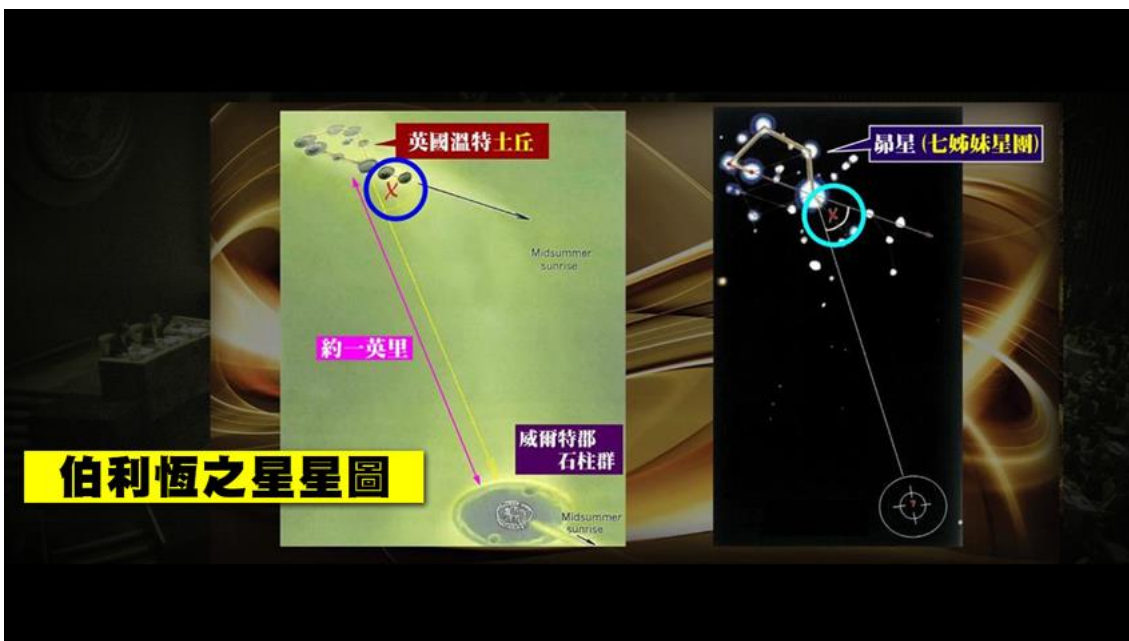 英國溫特土丘
昴星(七姊妹星團)
X
X
Midsummer
sunrise
約一英里
威爾特郡
石柱群
伯利恆之星星圖
Midsummer
sunrise
?